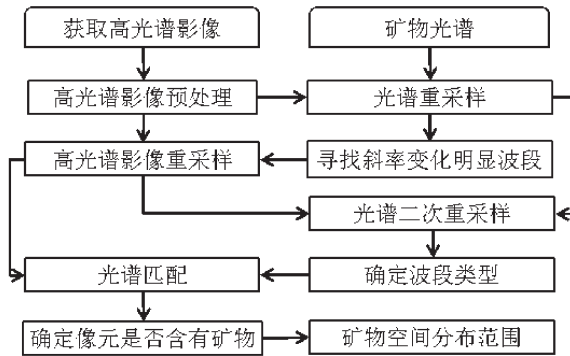 获取高光谱影像
矿物光谱
高光谱影像预处理
光谱重采样
高光谱影像重采样
寻找斜率变化明显波段
光谱二次重采样
光谱匹配
确定波段类型
确定像元是否含有矿物
矿物空间分布范围